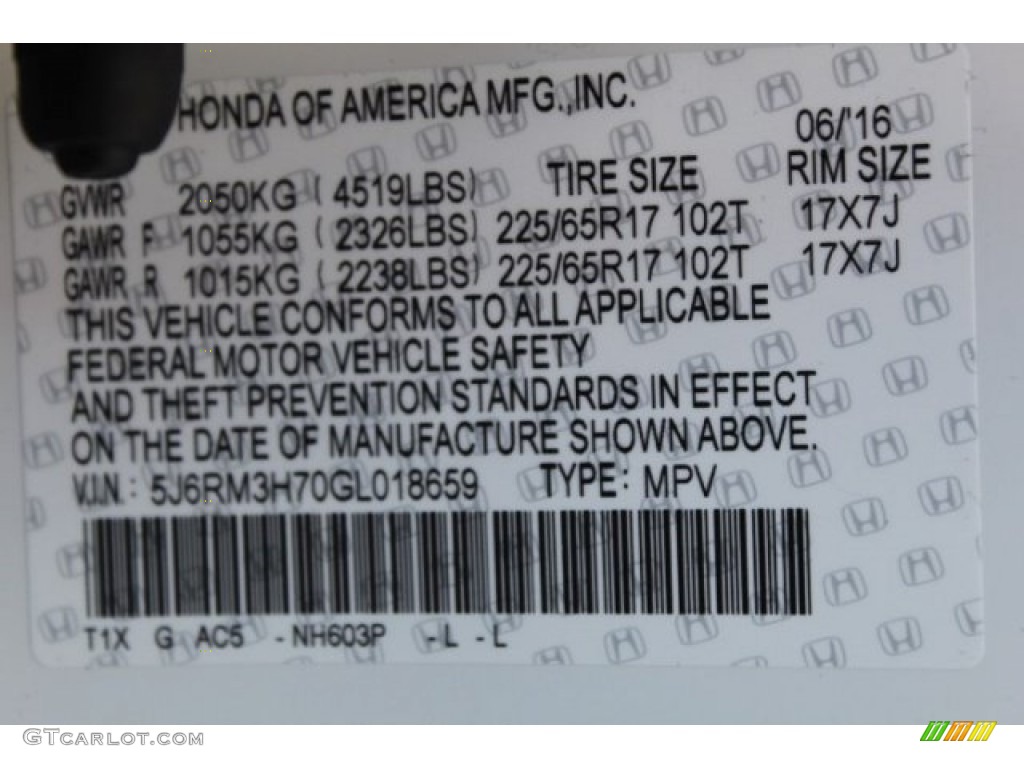 HONDA OF AMERICA MFG.,INC.
06/'16
GVWR 2050KG ( 4519LBS) TIRE SIZE RIM SIZE
GAWR F 1055KG ( 2326LBS) 225/65R17 102T 17X7J
GAWR R 1015KG ( 2238LBS) 225/65R17 102T 17X7J
THIS VEHICLE CONFORMS TO ALL APPLICABLE
FEDERAL MOTOR VEHICLE SAFETY
AND THEFT PREVENTION STANDARDS IN EFFECT
ON THE DATE OF MANUFACTURE SHOWN ABOVE.
V.I.N.: 5J6RM3H70GL018659 TYPE: MPV
T1X G AC5 -NH603P -L -L
GTCARLOT.COM